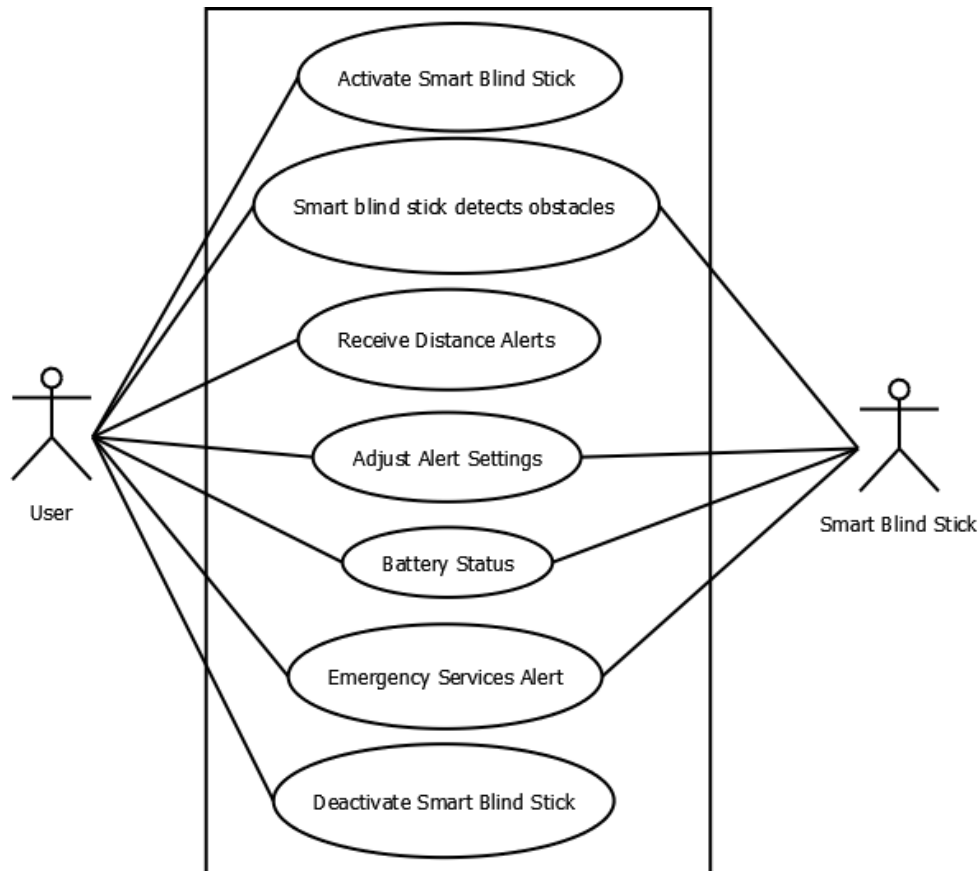 Activate Smart Blind Stick
Smart blind stick detects obstacles
Receive Distance Alerts
Adjust Alert Settings
User
Smart Blind Stick
Battery Status
Emergency Services Alert
Deactivate Smart Blind Stick